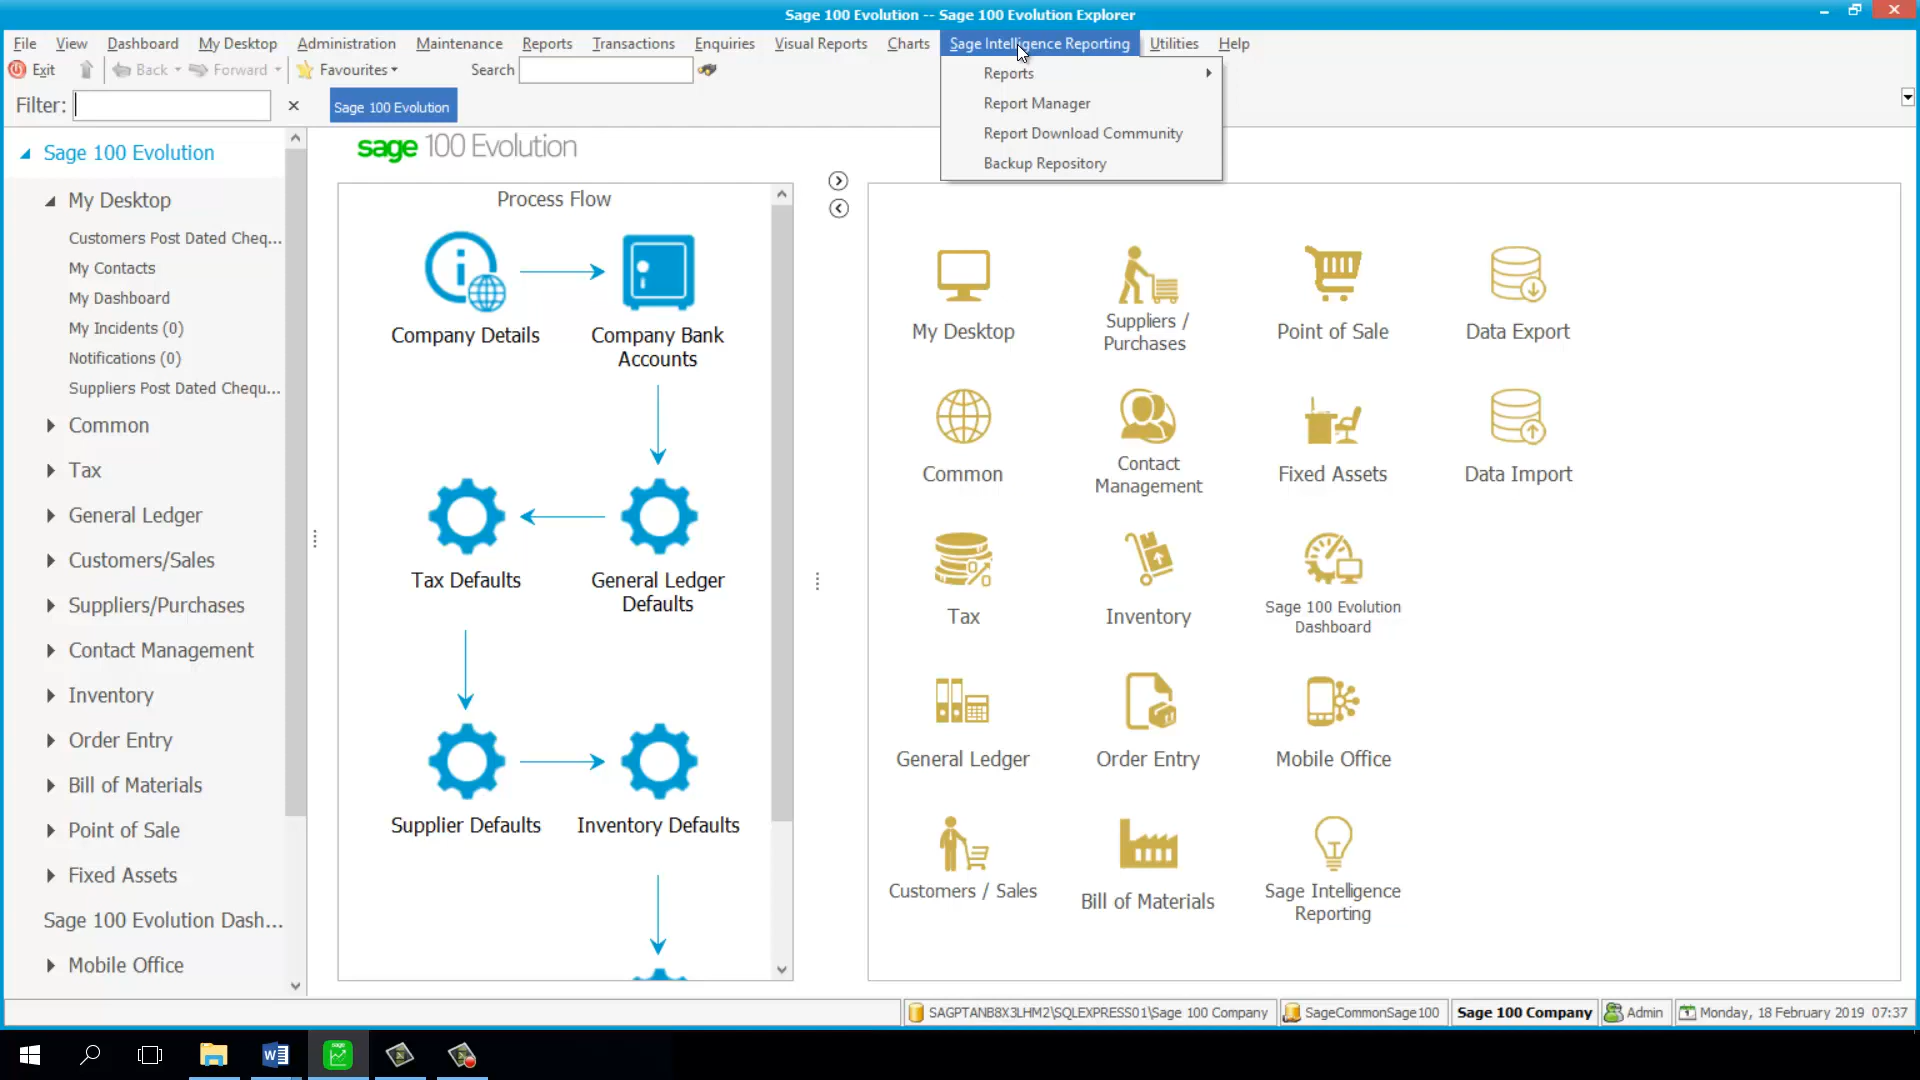 Sage 100 Evolution -- Sage 100 Evolution Explorer
File View Dashboard My Desktop Administration Maintenance Reports Transactions Enquiries Visual Reports Charts Sage Intelligence Reporting Utilities Help
Exit Back Forward Favourites Search
Reports
Report Manager
Report Download Community
Backup Repository
Filter: Sage 100 Evolution
Sage 100 Evolution
My Desktop
Customers Post Dated Cheq...
My Contacts
My Dashboard
My Incidents (0)
Notifications (0)
Suppliers Post Dated Chequ...
Common
Tax
General Ledger
Customers/Sales
Suppliers/Purchases
Contact Management
Inventory
Order Entry
Bill of Materials
Point of Sale
Fixed Assets
Sage 100 Evolution Dash...
Mobile Office
sage 100 Evolution
Process Flow
Company Details
Company Bank
Accounts
Tax Defaults
General Ledger
Defaults
Supplier Defaults
Inventory Defaults
My Desktop
Suppliers /
Purchases
Point of Sale
Data Export
Common
Contact
Management
Fixed Assets
Data Import
Tax
Inventory
Sage 100 Evolution
Dashboard
General Ledger
Order Entry
Mobile Office
Customers / Sales
Bill of Materials
Sage Intelligence
Reporting
SAGPTANB8X3LHM2\SQLEXPRESS01\Sage 100 Company SageCommonSage100 Sage 100 Company Admin Monday, 18 February 2019 07:37
sage